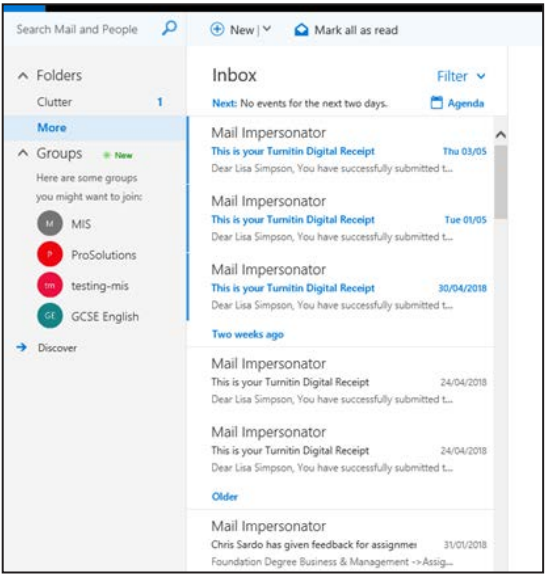 Search Mail and People
New
Mark all as read
Folders
Clutter 1
More
Groups New
Here are some groups
you might want to join:
M MIS
P ProSolutions
tm testing-mis
GE GCSE English
Discover
Inbox Filter
Next: No events for the next two days. Agenda
Mail Impersonator
This is your Turnitin Digital Receipt Thu 03/05
Dear Lisa Simpson, You have successfully submitted t...
Mail Impersonator
This is your Turnitin Digital Receipt Tue 01/05
Dear Lisa Simpson, You have successfully submitted t...
Mail Impersonator
This is your Turnitin Digital Receipt 30/04/2018
Dear Lisa Simpson, You have successfully submitted t...
Two weeks ago
Mail Impersonator
This is your Turnitin Digital Receipt 24/04/2018
Dear Lisa Simpson, You have successfully submitted t...
Mail Impersonator
This is your Turnitin Digital Receipt 24/04/2018
Dear Lisa Simpson, You have successfully submitted t...
Older
Mail Impersonator
Chris Sardo has given feedback for assignmer 31/01/2018
Foundation Degree Business & Management ->Assig...